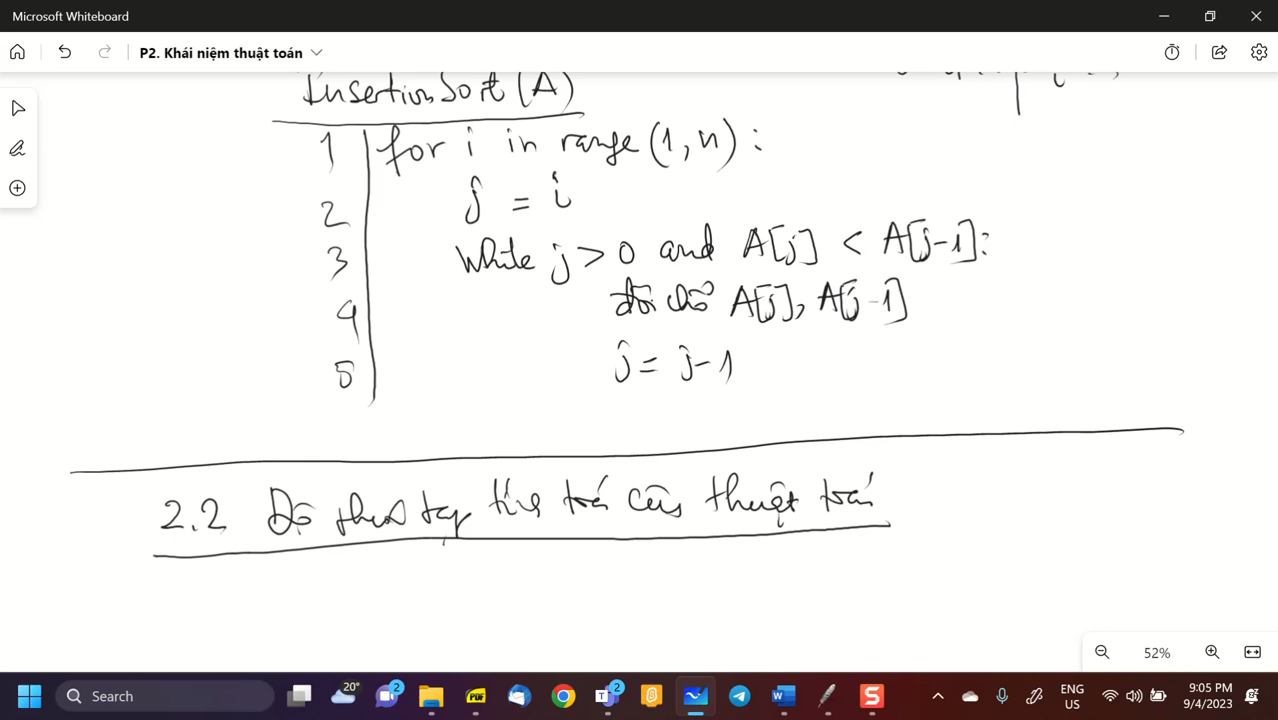 Microsoft Whiteboard
P2. Khái niệm thuật toán
InsertionSort(A)
1 for i in range(1, n):
2 j = i
3 While j > 0 and A[j] < A[j-1]:
4 đổi chỗ A[j], A[j-1]
5 j = j-1
2.2 Độ phức tạp tính toán của thuật toán
52%
Search
20°
2
2
ENG
US
9:05 PM
9/4/2023